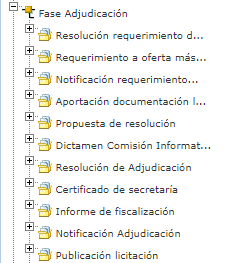 Fase Adjudicación
Resolución requerimiento d...
Requerimiento a oferta más...
Notificación requerimiento...
Aportación documentación l...
Propuesta de resolución
Dictamen Comisión Informat...
Resolución de Adjudicación
Certificado de secretaría
Informe de fiscalización
Notificación Adjudicación
Publicación licitación